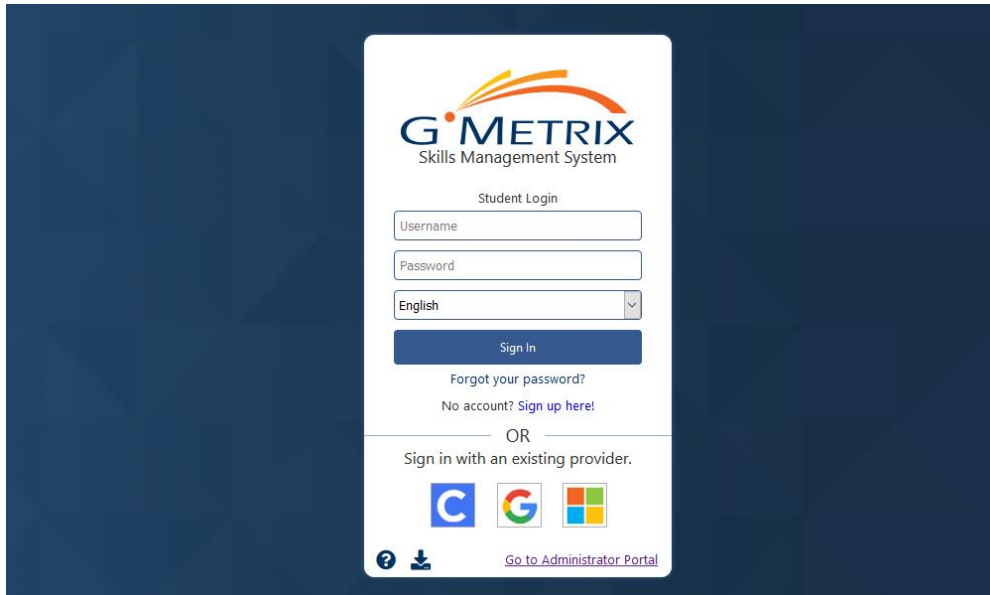 G METRIX
Skills Management System
Student Login
Username
Password
English
Sign In
Forgot your password?
No account? Sign up here!
OR
Sign in with an existing provider.
C G
Go to Administrator Portal